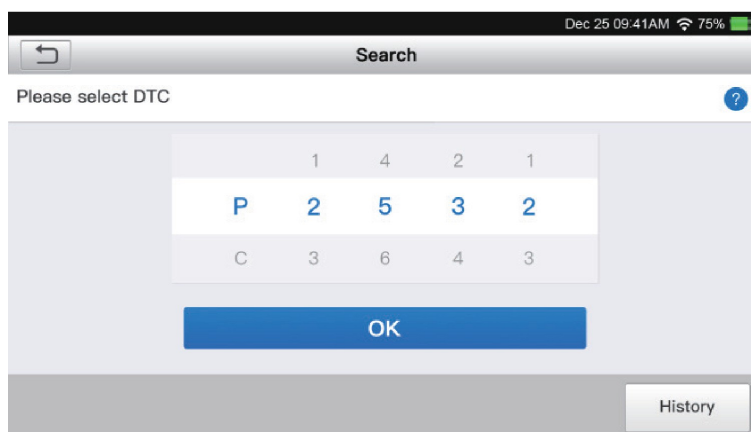 Dec 25 09:41AM 75%
Search
Please select DTC
?
1 4 2 1
P 2 5 3 2
C 3 6 4 3
OK
History